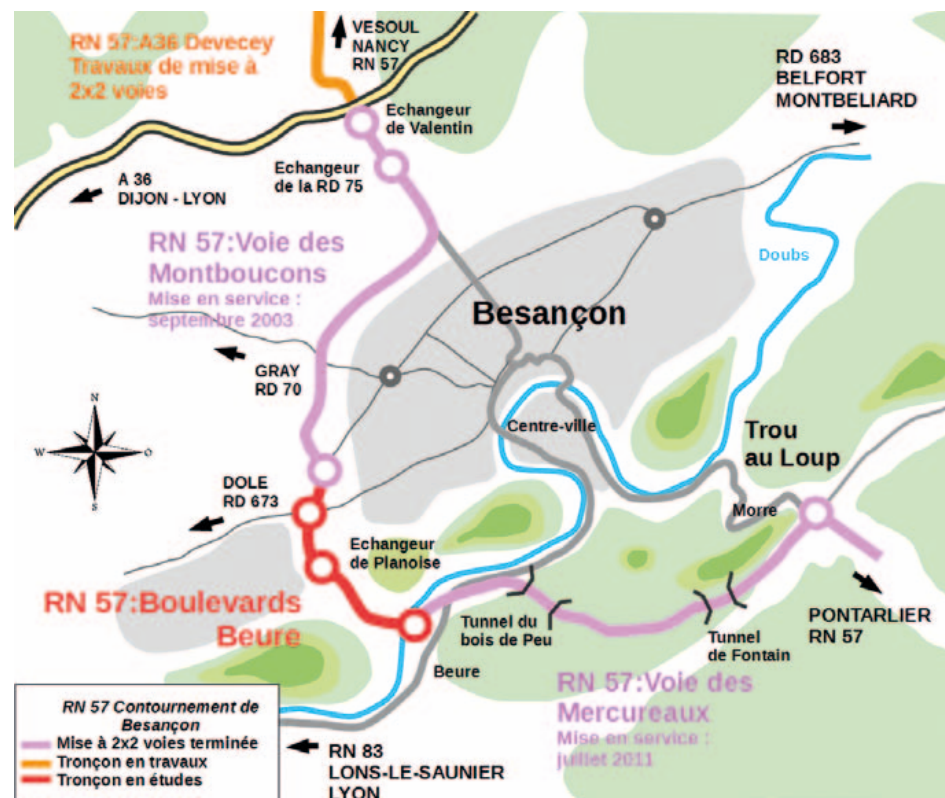 RN 57:A36 Devecey
Travaux de mise à
2x2 voies
VESOUL
NANCY
RN 57
RD 683
BELFORT
MONTBELIARD
Echangeur
de Valentin
Echangeur
de la RD 75
A 36
DIJON - LYON
RN 57:Voie des
Montboucons
Mise en service :
septembre 2003
Doubs
Besançon
GRAY
RD 70
N
W
O
S
Centre-ville
Trou
au Loup
DOLE
RD 673
Morre
Echangeur
de Planoise
RN 57:Boulevards
Beure
Tunnel du
bois de Peu
Tunnel
de Fontain
PONTARLIER
RN 57
Beure
RN 57:Voie des
Mercureaux
Mise en service :
juillet 2011
RN 57 Contournement de
Besançon
Mise à 2x2 voies terminée
Tronçon en travaux
Tronçon en études
RN 83
LONS-LE-SAUNIER
LYON